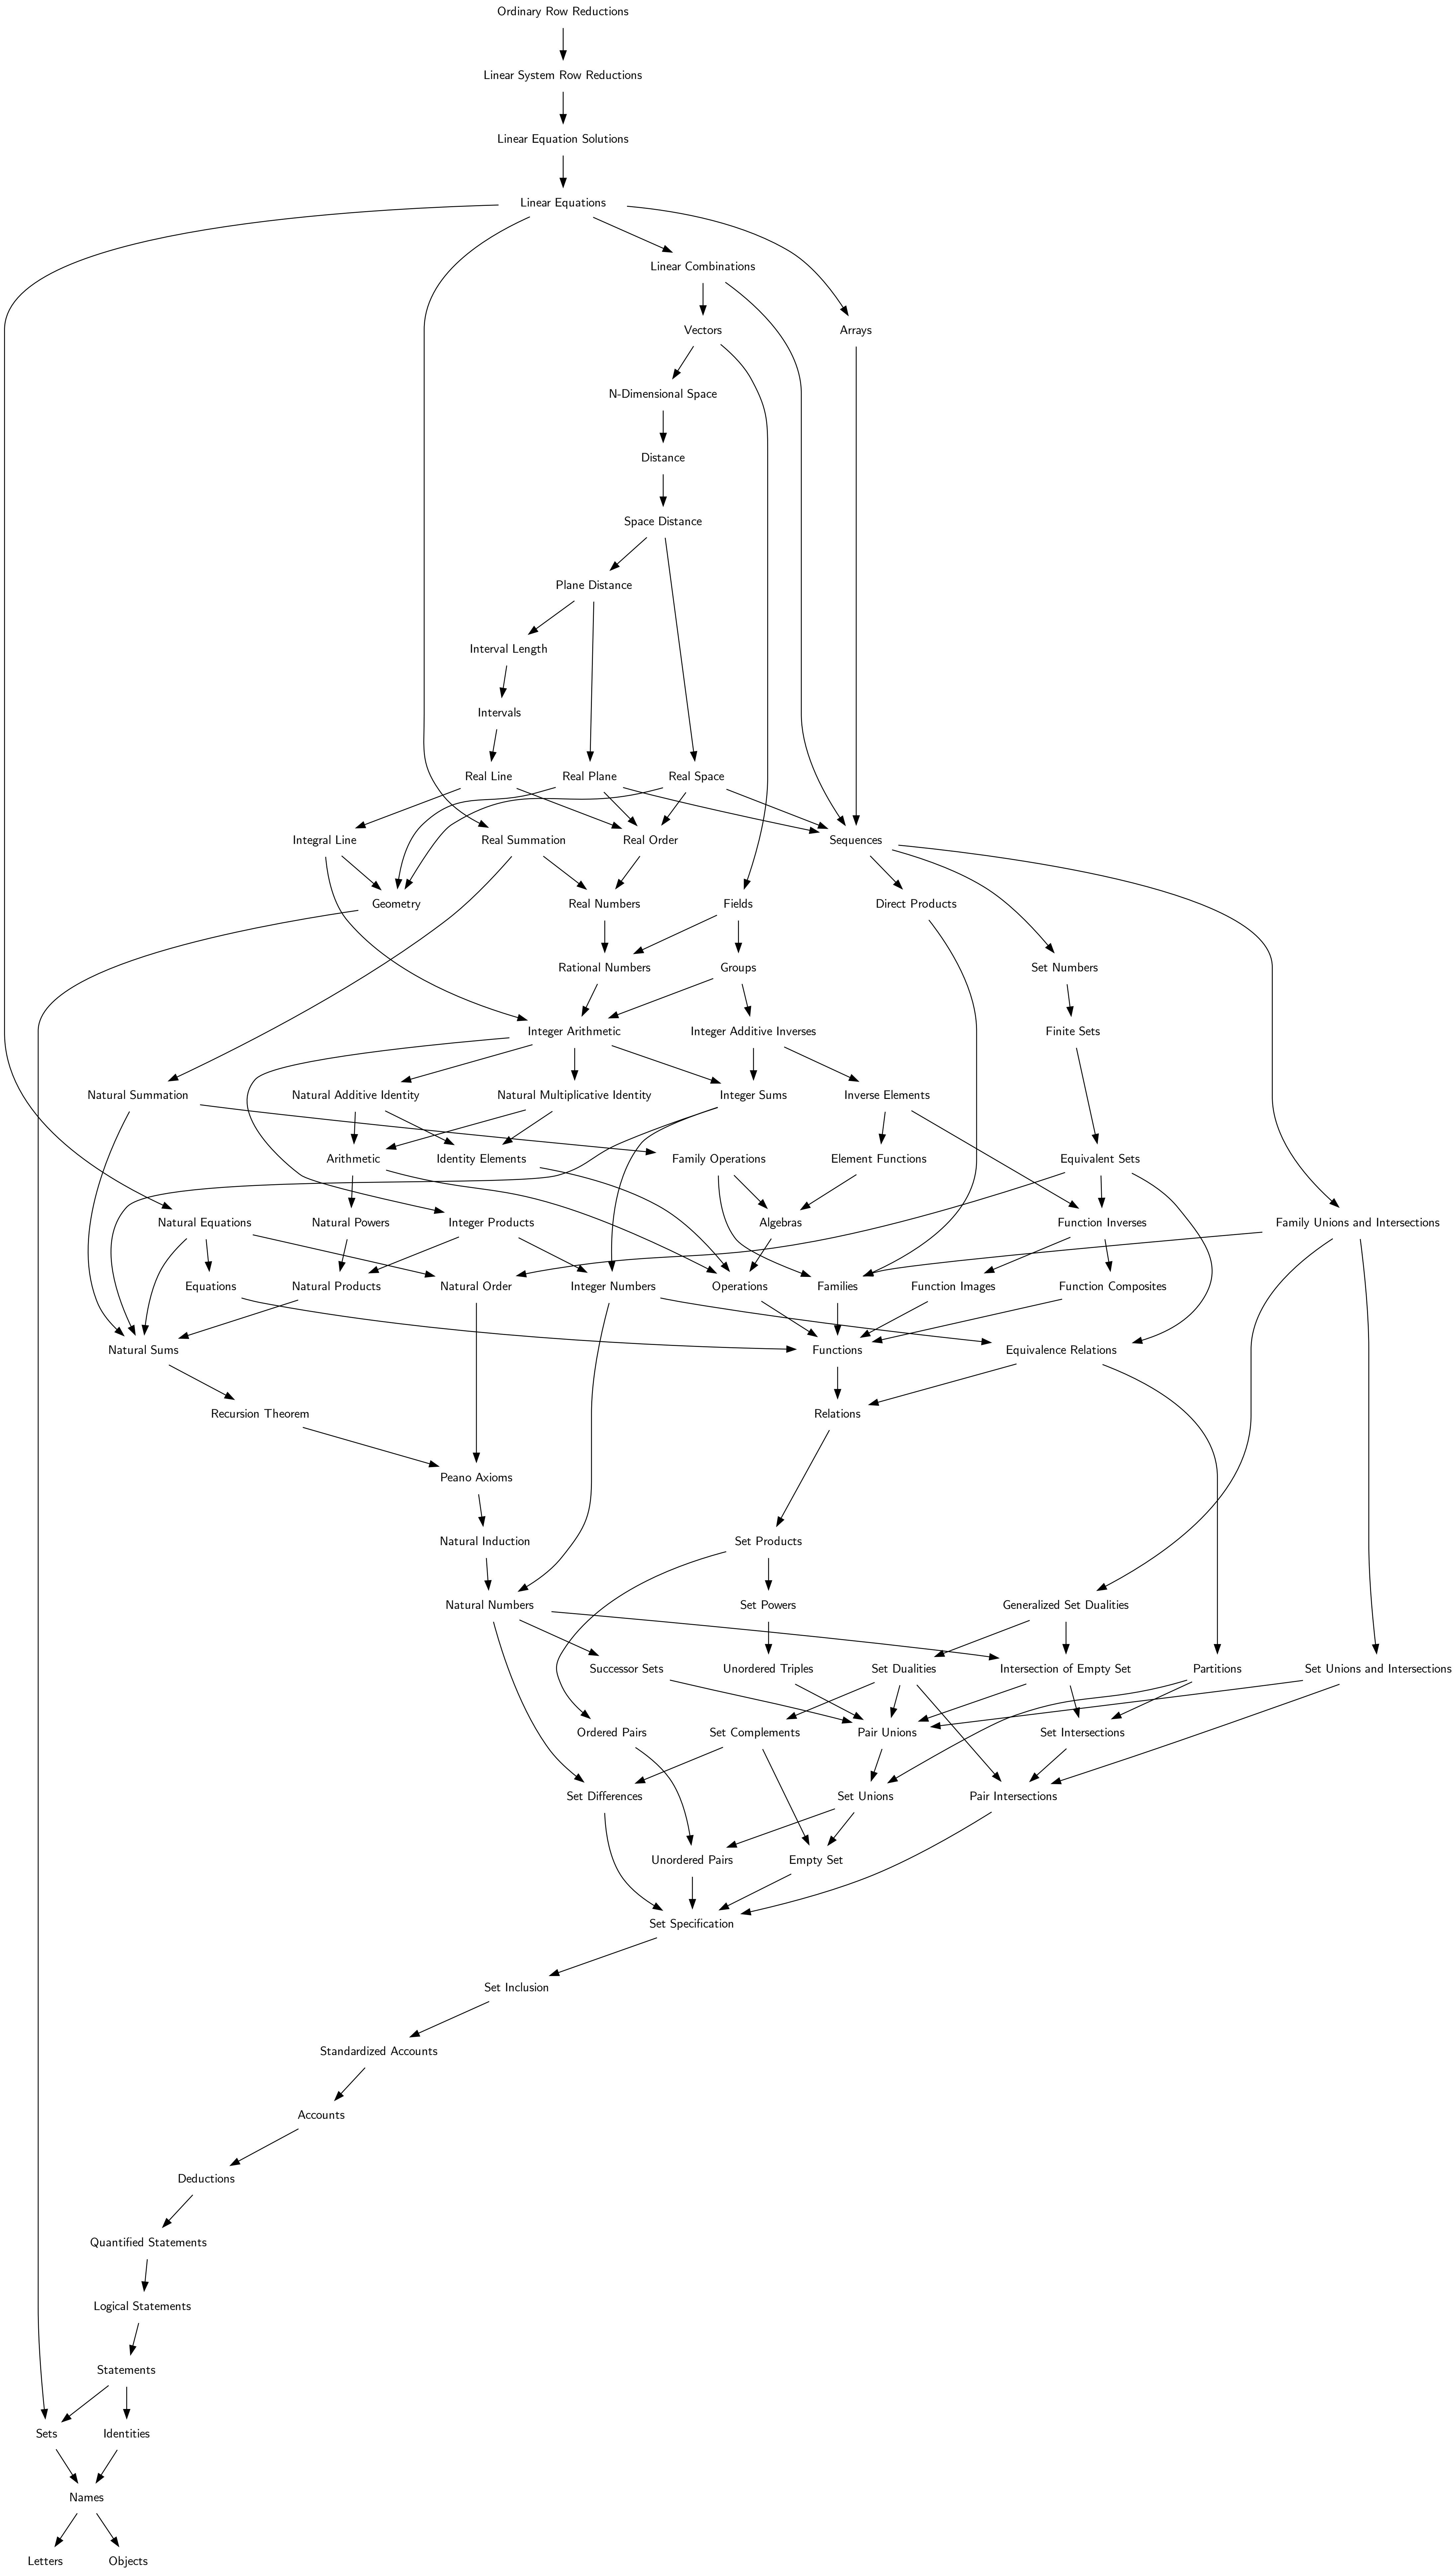 Ordinary Row Reductions
Linear System Row Reductions
Linear Equation Solutions
Linear Equations
Linear Combinations
Vectors
Arrays
N-Dimensional Space
Distance
Space Distance
Plane Distance
Interval Length
Intervals
Real Line
Real Plane
Real Space
Integral Line
Real Summation
Real Order
Sequences
Geometry
Real Numbers
Fields
Direct Products
Rational Numbers
Groups
Set Numbers
Integer Arithmetic
Integer Additive Inverses
Finite Sets
Natural Summation
Natural Additive Identity
Natural Multiplicative Identity
Integer Sums
Inverse Elements
Arithmetic
Identity Elements
Family Operations
Element Functions
Equivalent Sets
Natural Equations
Natural Powers
Integer Products
Algebras
Function Inverses
Family Unions and Intersections
Equations
Natural Products
Natural Order
Integer Numbers
Operations
Families
Function Images
Function Composites
Natural Sums
Functions
Equivalence Relations
Recursion Theorem
Relations
Peano Axioms
Natural Induction
Set Products
Natural Numbers
Set Powers
Generalized Set Dualities
Successor Sets
Unordered Triples
Set Dualities
Intersection of Empty Set
Partitions
Set Unions and Intersections
Ordered Pairs
Set Complements
Pair Unions
Set Intersections
Set Differences
Set Unions
Pair Intersections
Unordered Pairs
Empty Set
Set Specification
Set Inclusion
Standardized Accounts
Accounts
Deductions
Quantified Statements
Logical Statements
Statements
Sets
Identities
Names
Letters
Objects